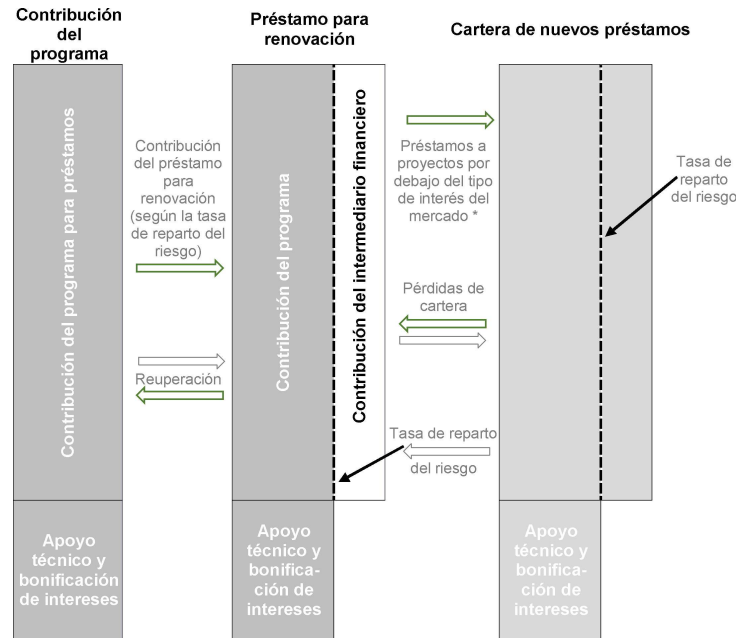 Contribución
del
programa
Préstamo para
renovación
Cartera de nuevos préstamos
Contribución del programa para préstamos
Contribución
del préstamo
para
renovación
(según la tasa
de reparto del
riesgo)
Reuperación
Contribución del programa
Contribución del intermediario financiero
Préstamos a
proyectos por
debajo del tipo
de interés del
mercado *
Pérdidas de
cartera
Tasa de reparto
del riesgo
Tasa de
reparto
del riesgo
Apoyo
técnico y
bonificación
de intereses
Apoyo
técnico y
bonifica-
ción de
intereses
Apoyo
técnico y
bonifica-
ción de
intereses